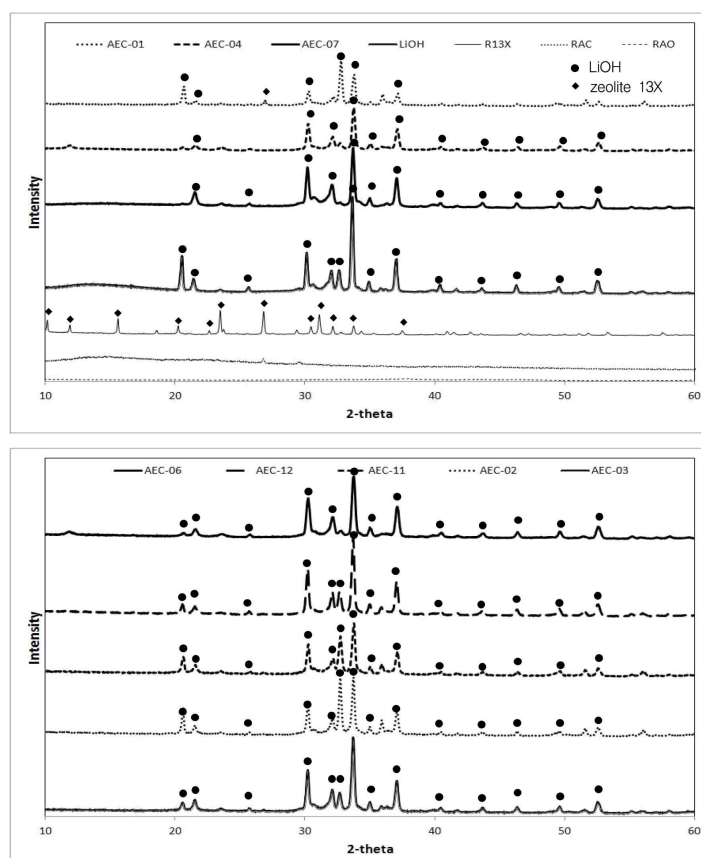 AEC-01 AEC-04 AEC-07 LiOH R13X RAC RAO
LiOH
zeolite 13X
Intensity
10 20 30 40 50 60
2-theta
AEC-06 AEC-12 AEC-11 AEC-02 AEC-03
Intensity
10 20 30 40 50 60
2-theta